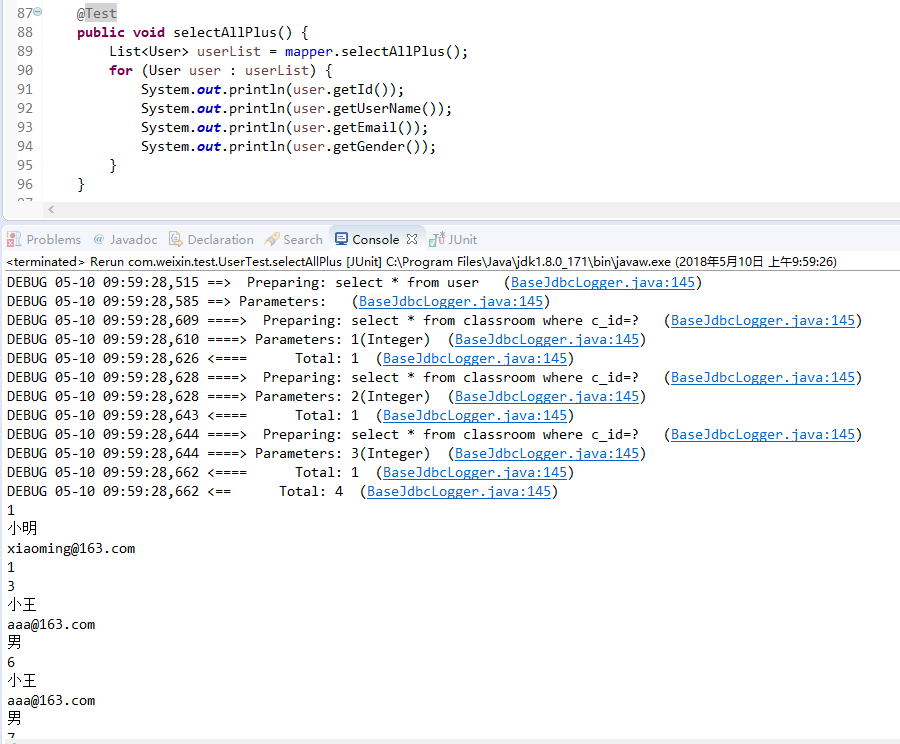 87 @Test
88 public void selectAllPlus() {
89 List<User> userList = mapper.selectAllPlus();
90 for (User user : userList) {
91 System.out.println(user.getId());
92 System.out.println(user.getUserName());
93 System.out.println(user.getEmail());
94 System.out.println(user.getGender());
95 }
96 }
Problems @ Javadoc Declaration Search Console JUnit
<terminated> Rerun com.weixin.test.UserTest.selectAllPlus [JUnit] C:\Program Files\Java\jdk1.8.0_171\bin\javaw.exe (2018年5月10日 上午9:59:26)
DEBUG 05-10 09:59:28,515 ==>  Preparing: select * from user   (BaseJdbcLogger.java:145)
DEBUG 05-10 09:59:28,585 ==> Parameters:   (BaseJdbcLogger.java:145)
DEBUG 05-10 09:59:28,609 ====>  Preparing: select * from classroom where c_id=?   (BaseJdbcLogger.java:145)
DEBUG 05-10 09:59:28,610 ====> Parameters: 1(Integer)  (BaseJdbcLogger.java:145)
DEBUG 05-10 09:59:28,626 <====      Total: 1  (BaseJdbcLogger.java:145)
DEBUG 05-10 09:59:28,628 ====>  Preparing: select * from classroom where c_id=?   (BaseJdbcLogger.java:145)
DEBUG 05-10 09:59:28,628 ====> Parameters: 2(Integer)  (BaseJdbcLogger.java:145)
DEBUG 05-10 09:59:28,643 <====      Total: 1  (BaseJdbcLogger.java:145)
DEBUG 05-10 09:59:28,644 ====>  Preparing: select * from classroom where c_id=?   (BaseJdbcLogger.java:145)
DEBUG 05-10 09:59:28,644 ====> Parameters: 3(Integer)  (BaseJdbcLogger.java:145)
DEBUG 05-10 09:59:28,662 <====      Total: 1  (BaseJdbcLogger.java:145)
DEBUG 05-10 09:59:28,662 <==      Total: 4  (BaseJdbcLogger.java:145)
1
小明
xiaoming@163.com
1
3
小王
aaa@163.com
男
6
小王
aaa@163.com
男